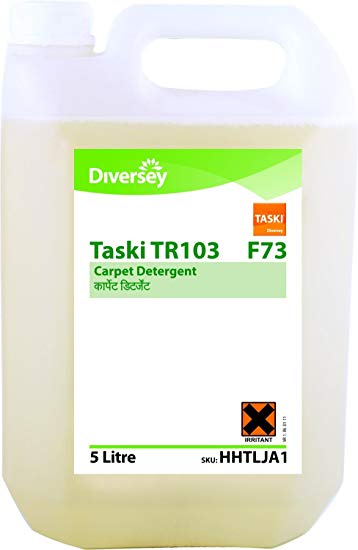 Diversey
TASKI
Diversey
Taski TR103 F73
Carpet Detergent
कार्पेट डिटर्जेंट
IRRITANT
5 Litre SKU: HHTLJA1